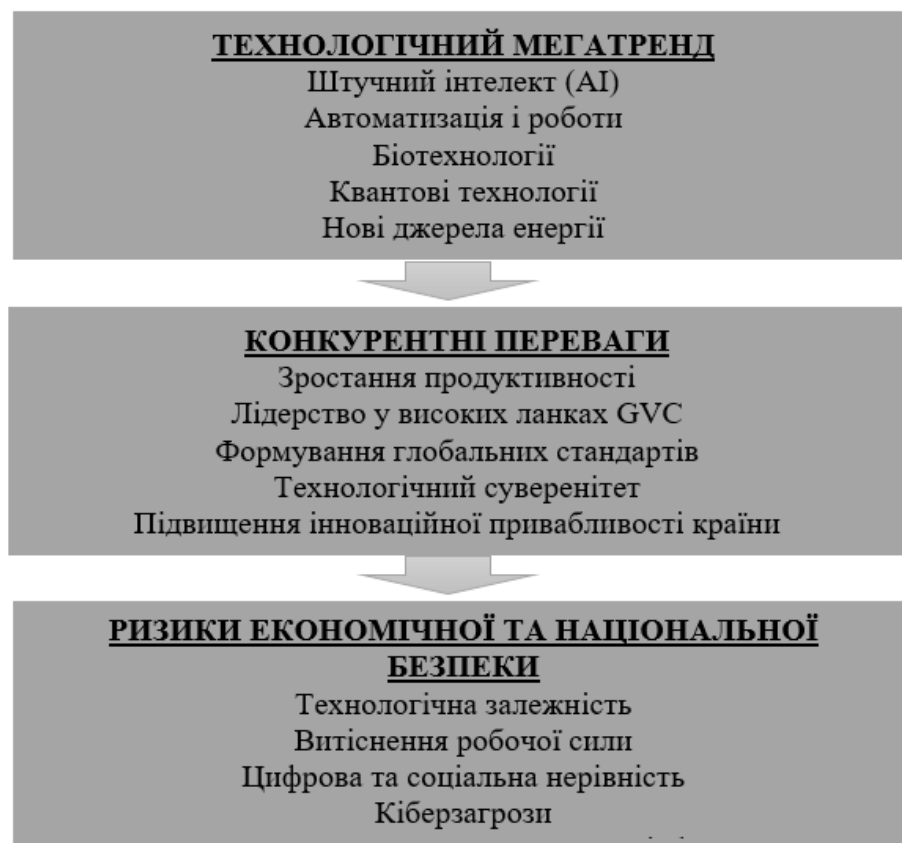 ТЕХНОЛОГІЧНИЙ МЕГАТРЕНД
Штучний інтелект (AI)
Автоматизація і роботи
Біотехнології
Квантові технології
Нові джерела енергії
КОНКУРЕНТНІ ПЕРЕВАГИ
Зростання продуктивності
Лідерство у високих ланках GVC
Формування глобальних стандартів
Технологічний суверенітет
Підвищення інноваційної привабливості країни
РИЗИКИ ЕКОНОМІЧНОЇ ТА НАЦІОНАЛЬНОЇ
БЕЗПЕКИ
Технологічна залежність
Витіснення робочої сили
Цифрова та соціальна нерівність
Кіберзагрози